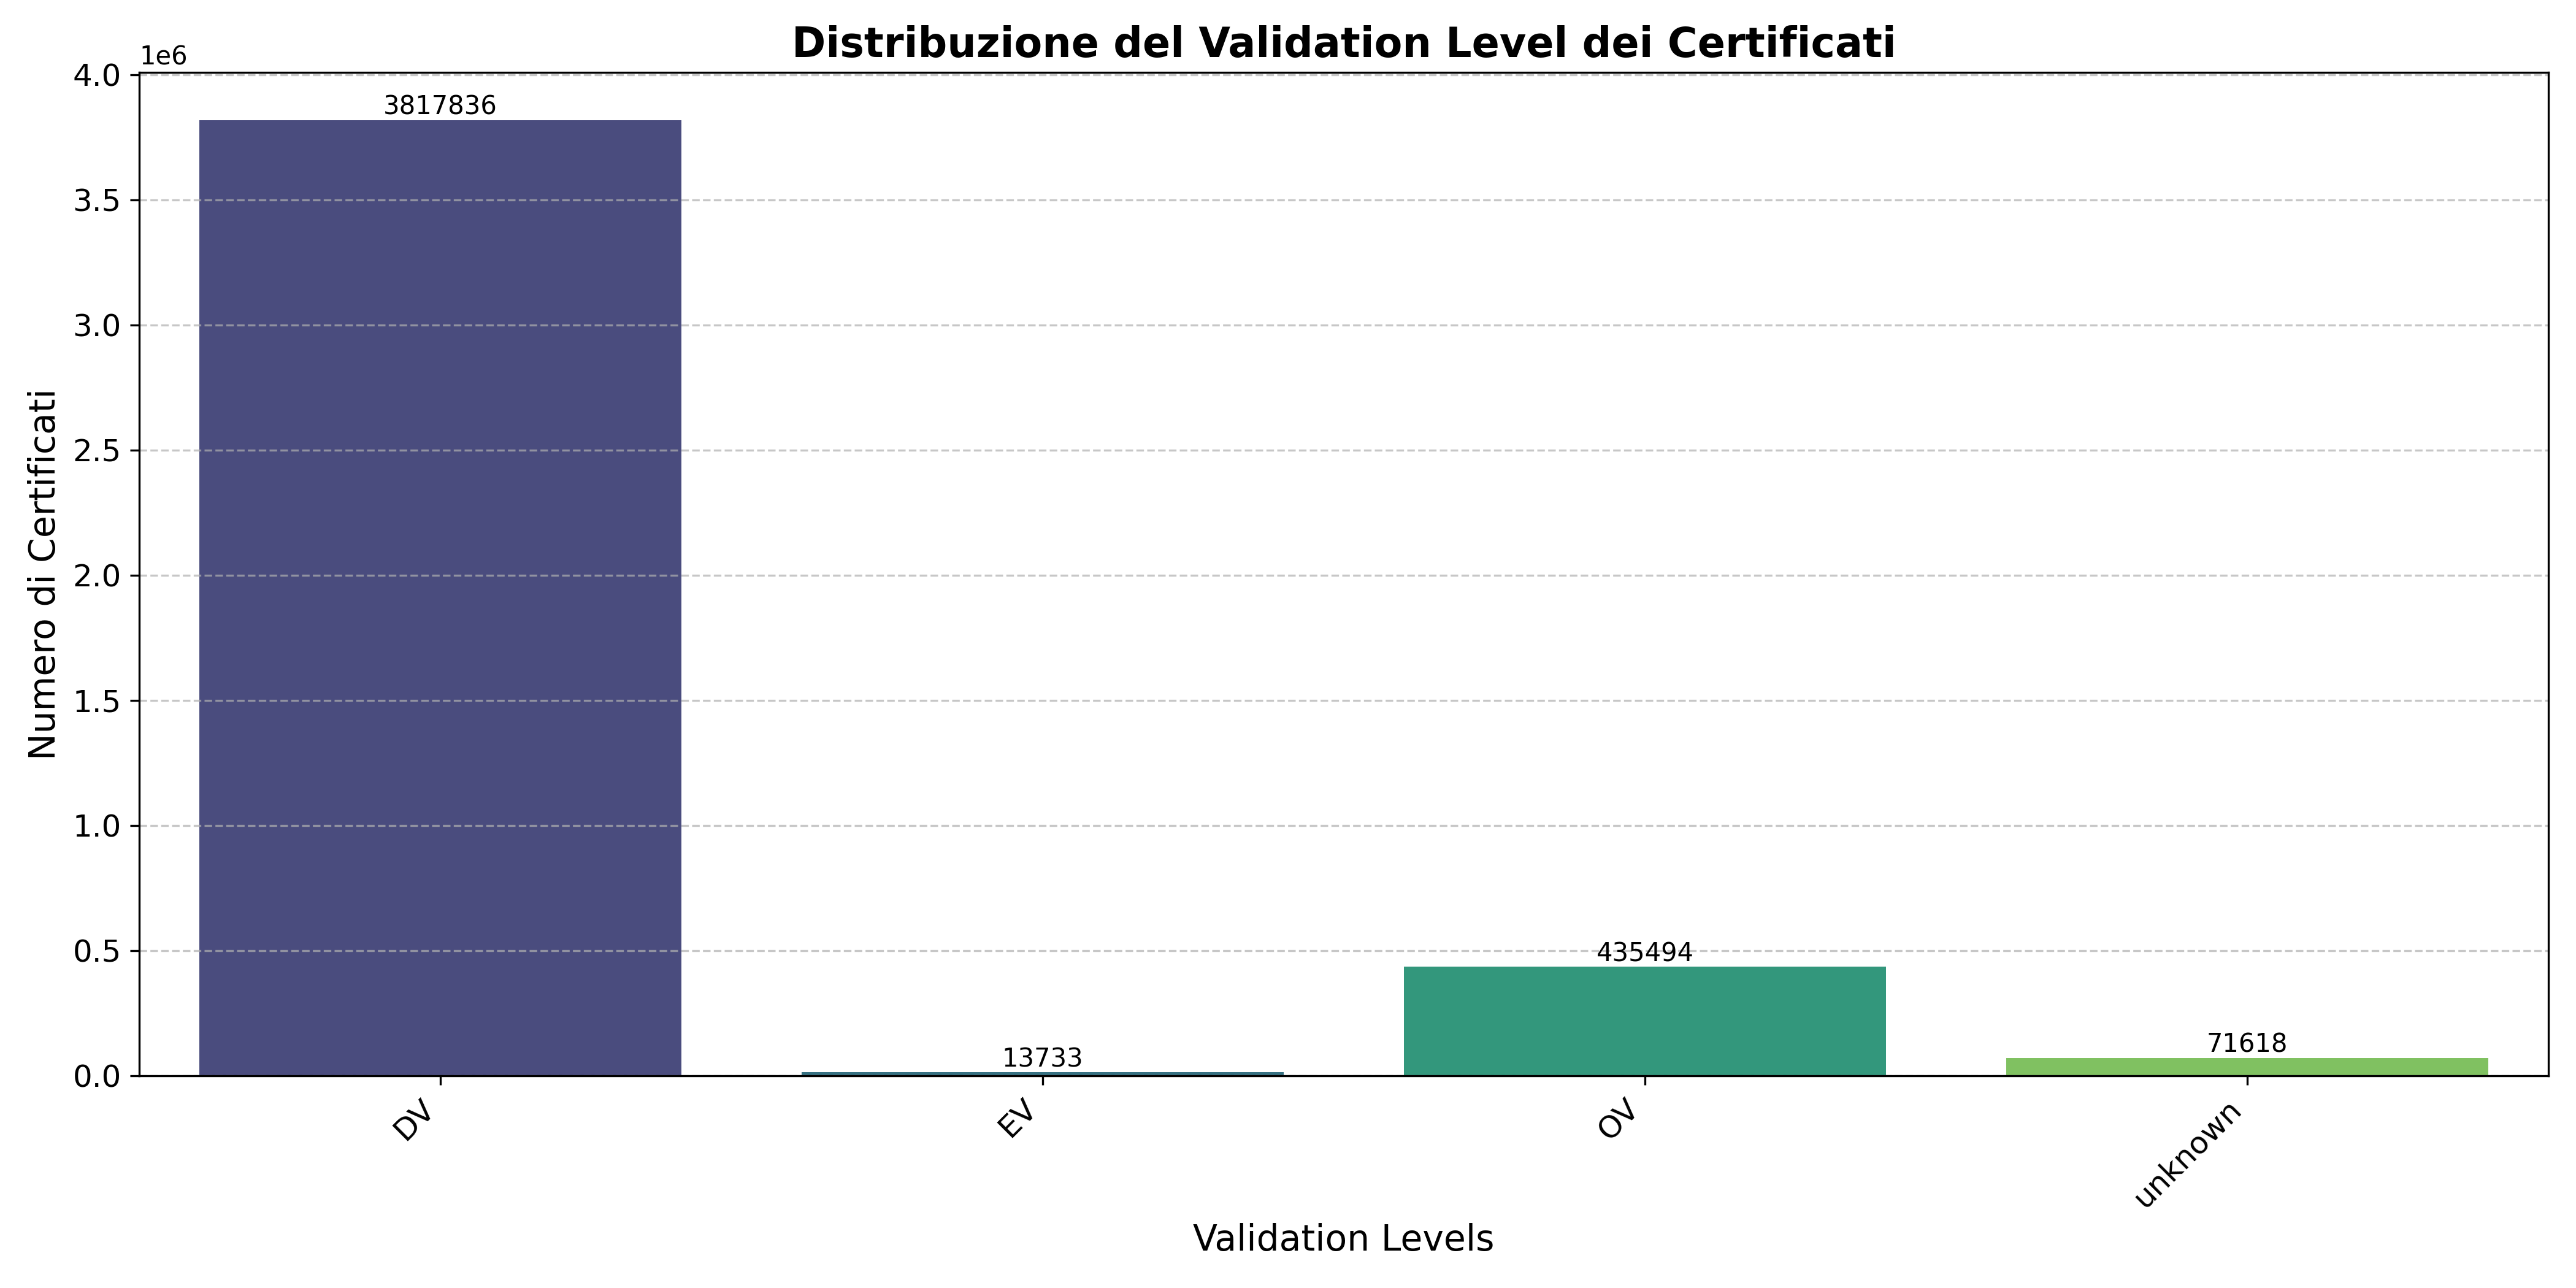 Distribuzione del Validation Level dei Certificati
1e6
4.0
3.5
3.0
2.5
2.0
1.5
1.0
0.5
0.0
Numero di Certificati
3817836
13733
435494
71618
DV
EV
OV
unknown
Validation Levels